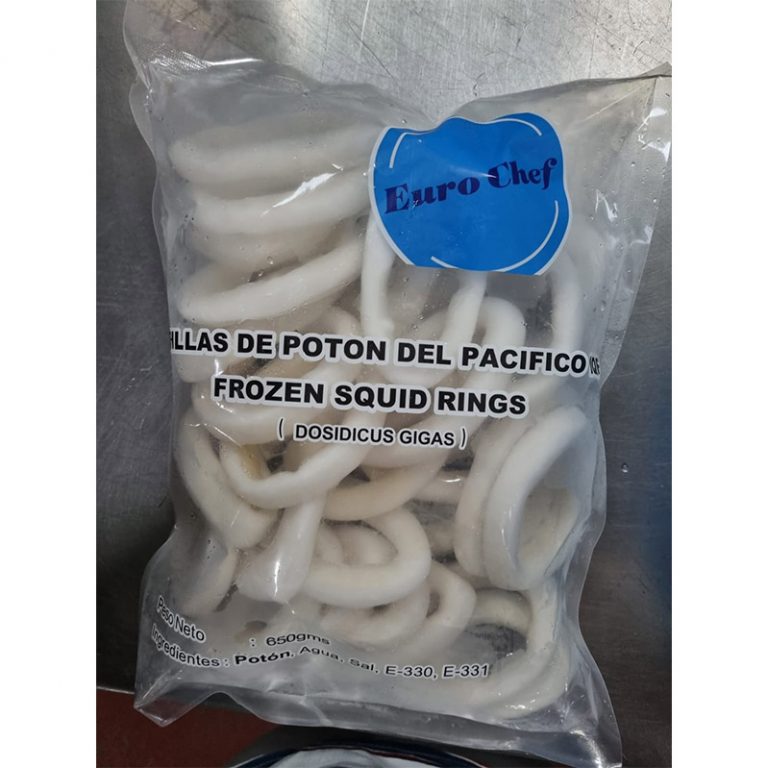 Euro Chef
ILLAS DE POTON DEL PACIFICO IQF
FROZEN SQUID RINGS
( DOSIDICUS GIGAS )
Peso Neto : 650gms
Ingredientes : Potón, Agua, Sal, E-330, E-331